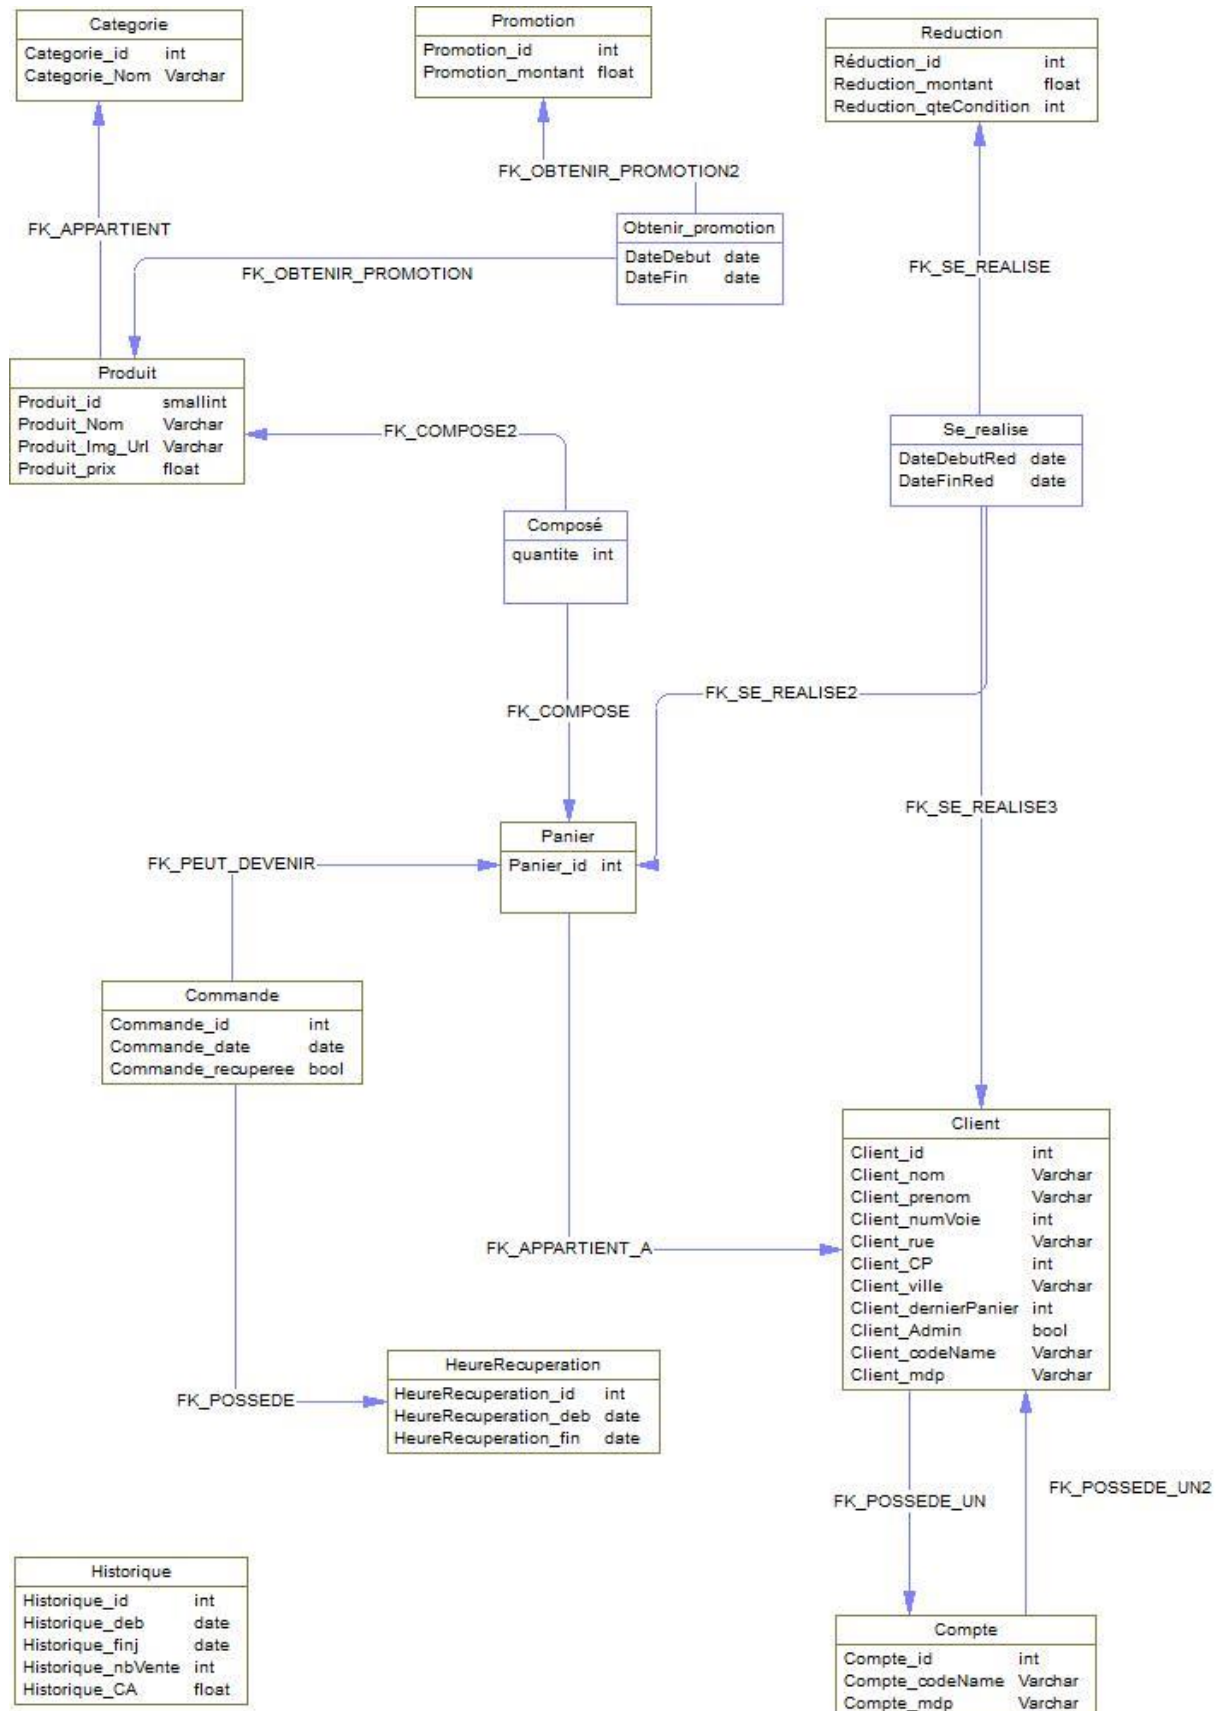 Categorie
Categorie_id int
Categorie_Nom Varchar
Promotion
Promotion_id int
Promotion_montant float
Reduction
Réduction_id int
Reduction_montant float
Reduction_qteCondition int
FK_OBTENIR_PROMOTION2
FK_APPARTIENT
Obtenir_promotion
DateDebut date
DateFin date
FK_OBTENIR_PROMOTION
FK_SE_REALISE
Produit
Produit_id smallint
Produit_Nom Varchar
Produit_Img_Url Varchar
Produit_prix float
FK_COMPOSE2
Se_realise
DateDebutRed date
DateFinRed date
Composé
quantite int
FK_SE_REALISE2
FK_COMPOSE
FK_SE_REALISE3
Panier
Panier_id int
FK_PEUT_DEVENIR
Commande
Commande_id int
Commande_date date
Commande_recuperee bool
Client
Client_id int
Client_nom Varchar
Client_prenom Varchar
Client_numVoie int
Client_rue Varchar
Client_CP int
Client_ville Varchar
Client_dernierPanier int
Client_Admin bool
Client_codeName Varchar
Client_mdp Varchar
FK_APPARTIENT_A
HeureRecuperation
HeureRecuperation_id int
HeureRecuperation_deb date
HeureRecuperation_fin date
FK_POSSEDE
FK_POSSEDE_UN
FK_POSSEDE_UN2
Historique
Historique_id int
Historique_deb date
Historique_finj date
Historique_nbVente int
Historique_CA float
Compte
Compte_id int
Compte_codeName Varchar
Compte_mdp Varchar